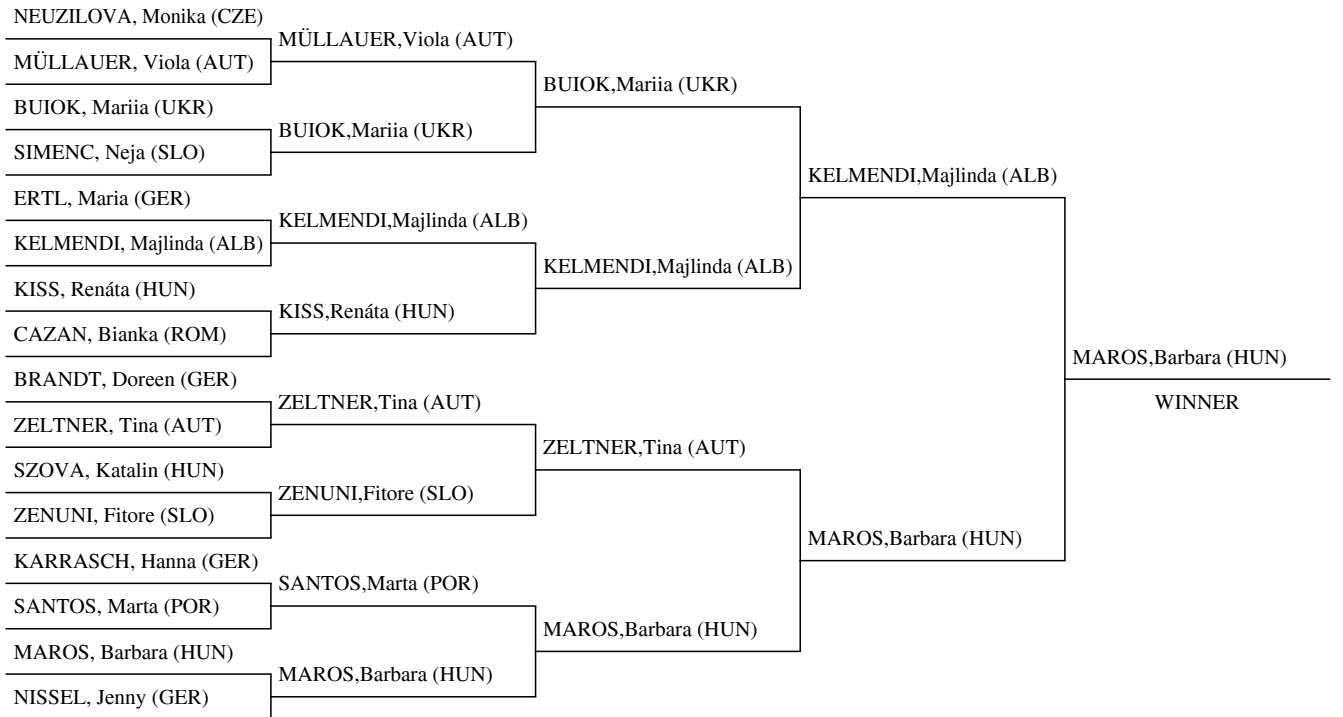 NEUZILOVA, Monika (CZE)
MÜLLAUER, Viola (AUT)
BUIOK, Mariia (UKR)
SIMENC, Neja (SLO)
ERTL, Maria (GER)
KELMENDI, Majlinda (ALB)
KISS, Renáta (HUN)
CAZAN, Bianka (ROM)
BRANDT, Doreen (GER)
ZELTNER, Tina (AUT)
SZOVA, Katalin (HUN)
ZENUNI, Fitore (SLO)
KARRASCH, Hanna (GER)
SANTOS, Marta (POR)
MAROS, Barbara (HUN)
NISSEL, Jenny (GER)
MÜLLAUER,Viola (AUT)
BUIOK,Mariia (UKR)
KELMENDI,Majlinda (ALB)
KISS,Renáta (HUN)
ZELTNER,Tina (AUT)
ZENUNI,Fitore (SLO)
SANTOS,Marta (POR)
MAROS,Barbara (HUN)
BUIOK,Mariia (UKR)
KELMENDI,Majlinda (ALB)
ZELTNER,Tina (AUT)
MAROS,Barbara (HUN)
KELMENDI,Majlinda (ALB)
MAROS,Barbara (HUN)
MAROS,Barbara (HUN)
WINNER